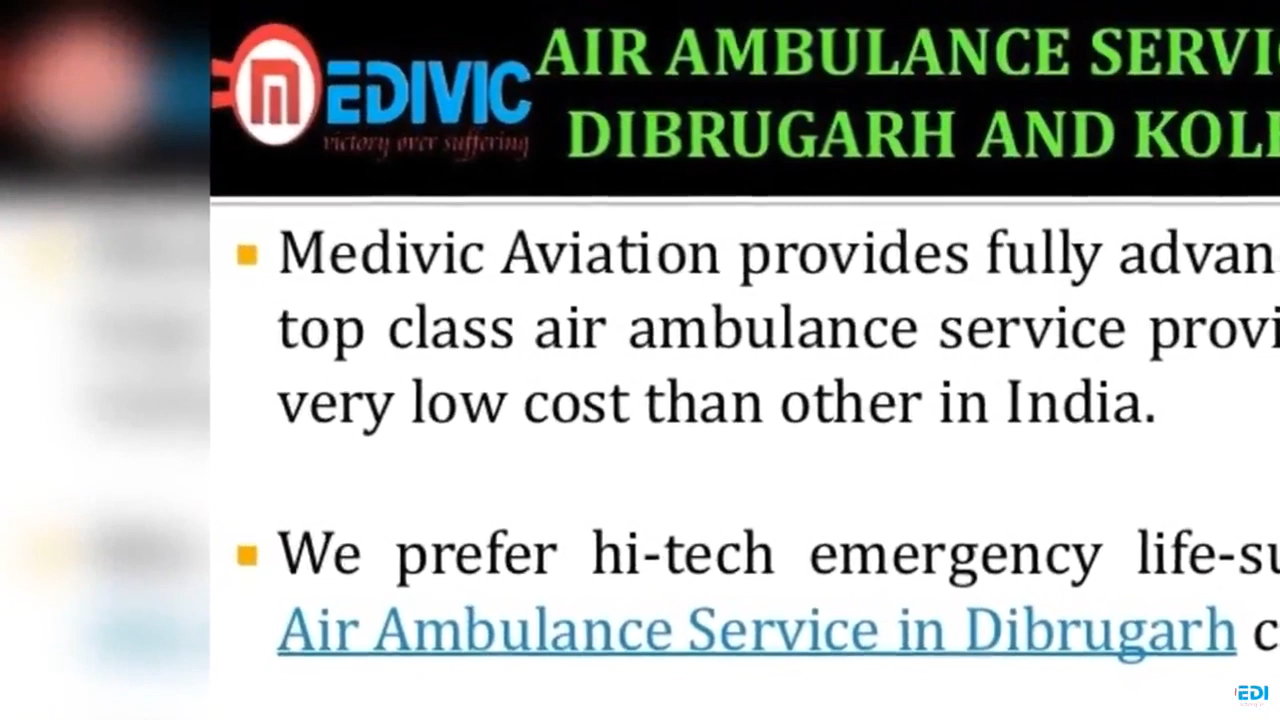 MEDIVIC
victory over suffering
AIR AMBULANCE SERVIC
DIBRUGARH AND KOL
Medivic Aviation provides fully advan
top class air ambulance service provi
very low cost than other in India.
We prefer hi-tech emergency life-su
Air Ambulance Service in Dibrugarh c
EDI